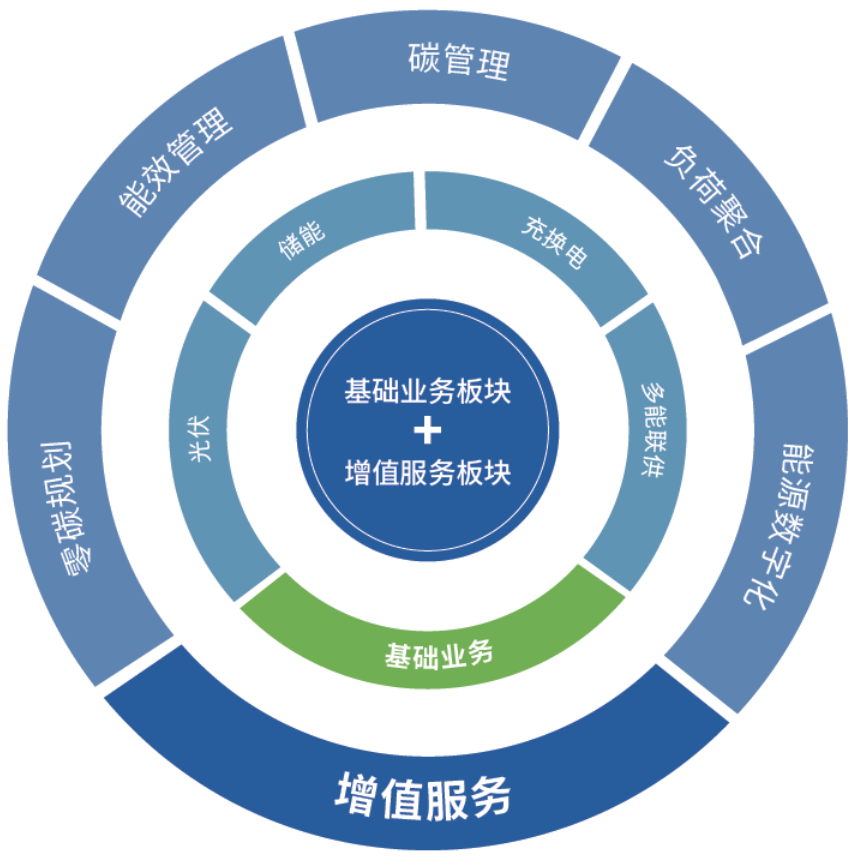 碳管理
能效管理
负荷聚合
储能
充换电
基础业务板块
+
增值服务板块
光伏
多能联供
零碳规划
能源数字化
基础业务
增值服务